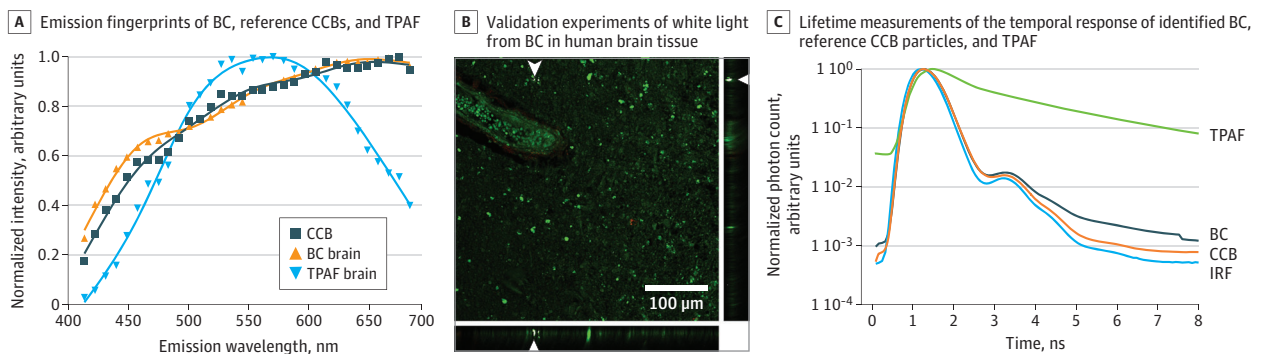 A Emission fingerprints of BC, reference CCBs, and TPAF
Normalized intensity, arbitrary units
1.0
0.8
0.6
0.4
0.2
0
400 450 500 550 600 650 700
Emission wavelength, nm
CCB
BC brain
TPAF brain
B Validation experiments of white light
from BC in human brain tissue
100 µm
C Lifetime measurements of the temporal response of identified BC,
reference CCB particles, and TPAF
Normalized photon count,
arbitrary units
1 10⁰
1 10⁻¹
1 10⁻²
1 10⁻³
1 10⁻⁴
0 1 2 3 4 5 6 7 8
Time, ns
TPAF
BC
CCB
IRF